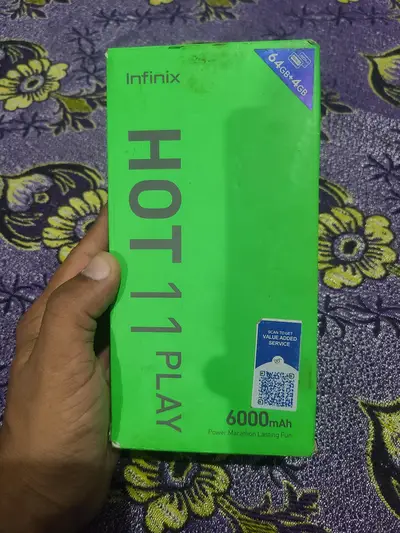 Infinix
64GB+4GB
HOT 11 PLAY
SCAN TO GET
VALUE ADDED
SERVICE
6000mAh
Power Marathon Lasting Fun